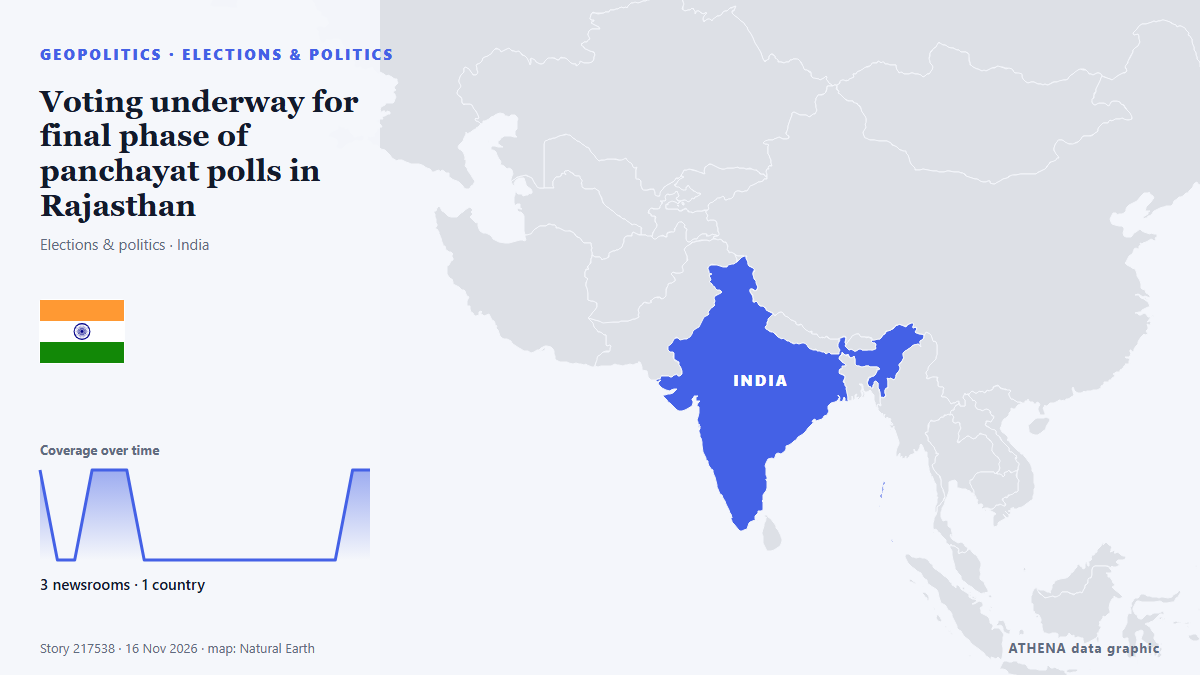 GEOPOLITICS · ELECTIONS & POLITICS
Voting underway for
final phase of
panchayat polls in
Rajasthan
Elections & politics · India
INDIA
Coverage over time
3 newsrooms · 1 country
Story 217538 · 16 Nov 2026 · map: Natural Earth
ATHENA data graphic